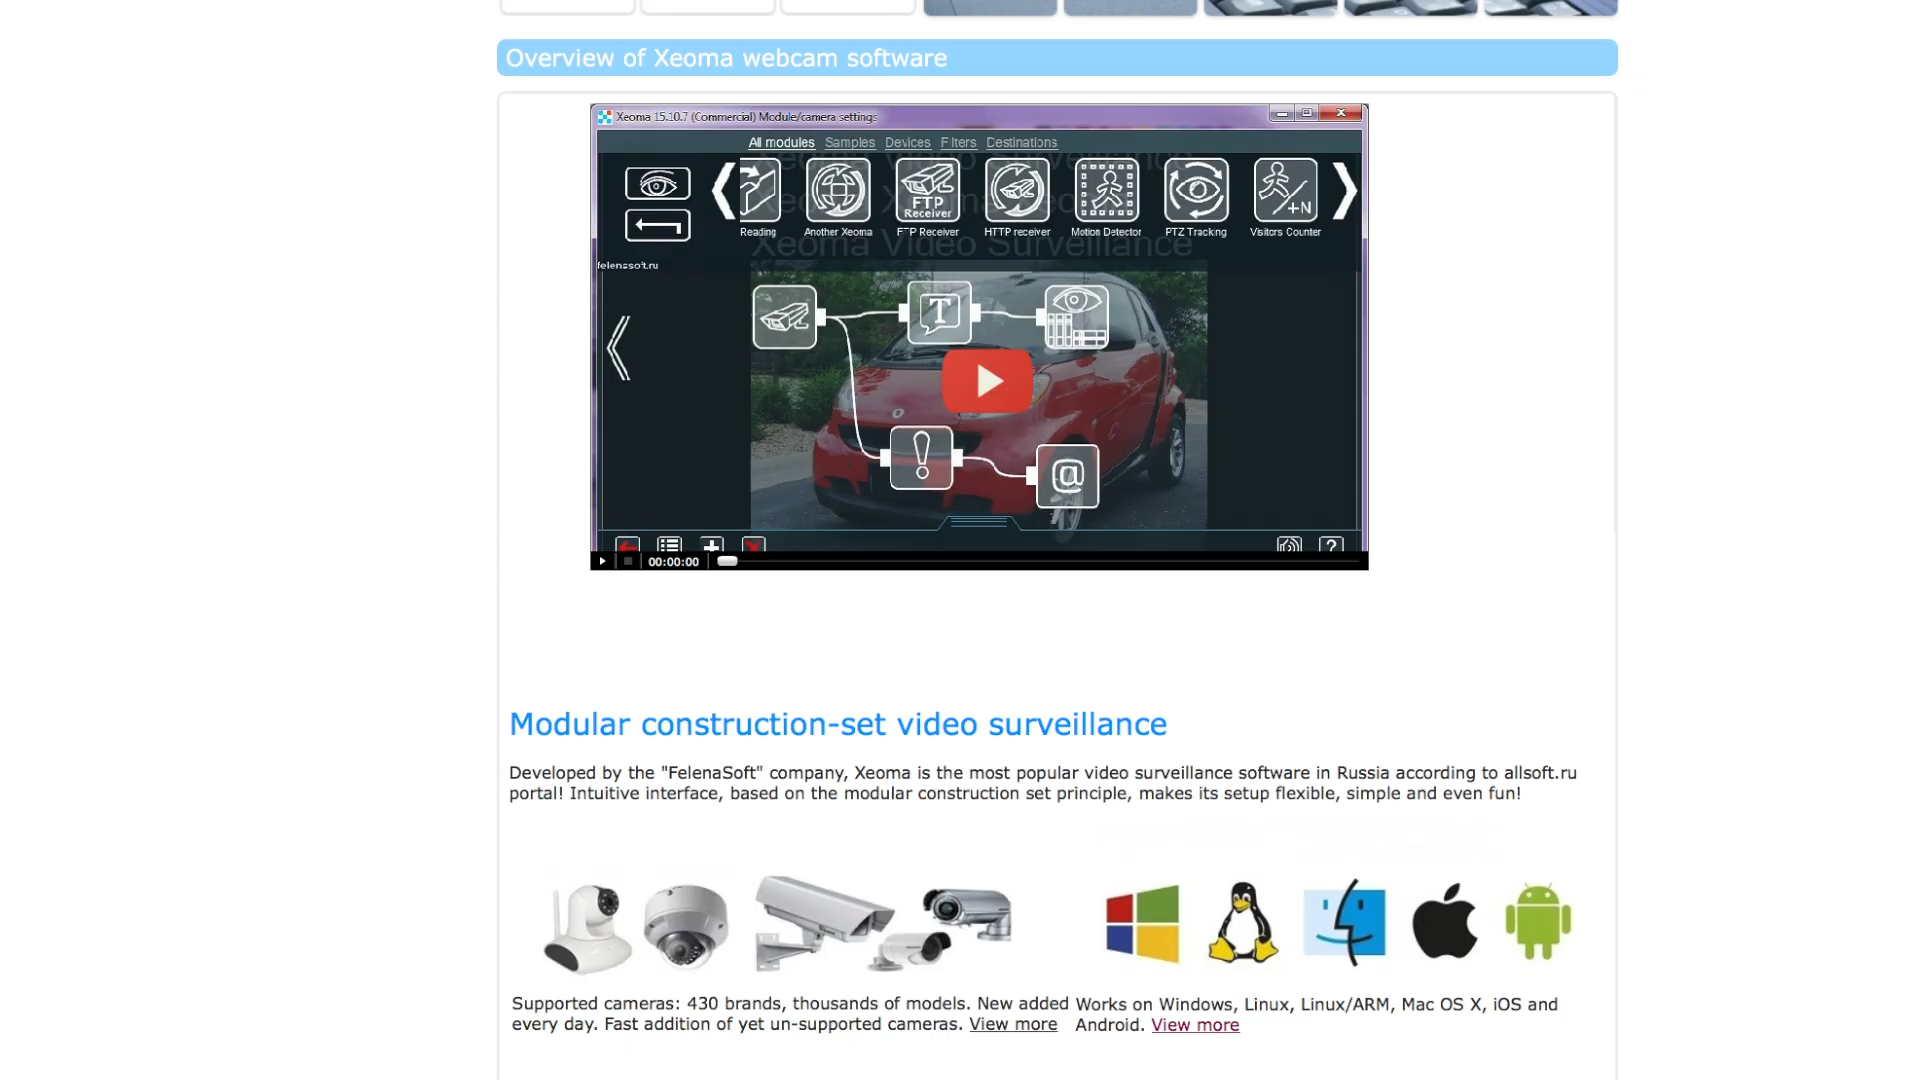 Overview of Xeoma webcam software
Xeoma 15.10.7 (Commercial) Module/camera settings
All modules Samples Devices Filters Destinations
Xeoma Video Surveillance
FTP
Receiver
+N
Reading Another Xeoma FTP Receiver HTTP receiver Motion Detector PTZ Tracking Visitors Counter
Xeoma Video Surveillance
felenasoft.ru
T
!
@
?
00:00:00
Modular construction-set video surveillance
Developed by the "FelenaSoft" company, Xeoma is the most popular video surveillance software in Russia according to allsoft.ru
portal! Intuitive interface, based on the modular construction set principle, makes its setup flexible, simple and even fun!
Supported cameras: 430 brands, thousands of models. New added
every day. Fast addition of yet un-supported cameras. View more
Works on Windows, Linux, Linux/ARM, Mac OS X, iOS and
Android. View more